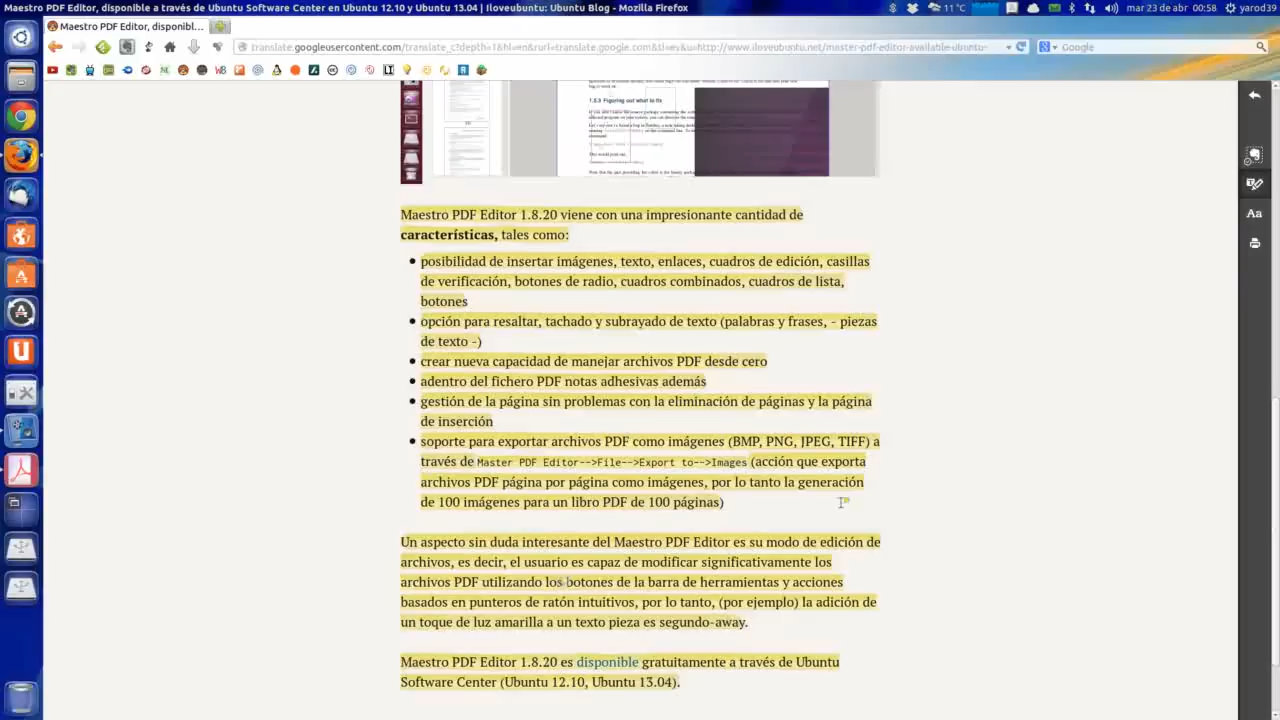 Maestro PDF Editor, disponible a través de Ubuntu Software Center en Ubuntu 12.10 y Ubuntu 13.04 | Iloveubuntu: Ubuntu Blog - Mozilla Firefox
11°C
mar 23 de abr
00:58
yarod39
Maestro PDF Editor, disponibl...
translate.googleusercontent.com/translate_c?depth=1&hl=en&rurl=translate.google.com&tl=ev&u=http://www.iloveubuntu.net/master-pdf-editor-available-ubuntu-
Google
1.5.3 Figuring out what to fix
Maestro PDF Editor 1.8.20 viene con una impresionante cantidad de
características, tales como:
posibilidad de insertar imágenes, texto, enlaces, cuadros de edición, casillas
de verificación, botones de radio, cuadros combinados, cuadros de lista,
botones
opción para resaltar, tachado y subrayado de texto (palabras y frases, - piezas
de texto -)
crear nueva capacidad de manejar archivos PDF desde cero
adentro del fichero PDF notas adhesivas además
gestión de la página sin problemas con la eliminación de páginas y la página
de inserción
soporte para exportar archivos PDF como imágenes (BMP, PNG, JPEG, TIFF) a
través de Master PDF Editor-->File-->Export to-->Images (acción que exporta
archivos PDF página por página como imágenes, por lo tanto la generación
de 100 imágenes para un libro PDF de 100 páginas)
Un aspecto sin duda interesante del Maestro PDF Editor es su modo de edición de
archivos, es decir, el usuario es capaz de modificar significativamente los
archivos PDF utilizando los botones de la barra de herramientas y acciones
basados en punteros de ratón intuitivos, por lo tanto, (por ejemplo) la adición de
un toque de luz amarilla a un texto pieza es segundo-away.
Maestro PDF Editor 1.8.20 es disponible gratuitamente a través de Ubuntu
Software Center (Ubuntu 12.10, Ubuntu 13.04).
Aa